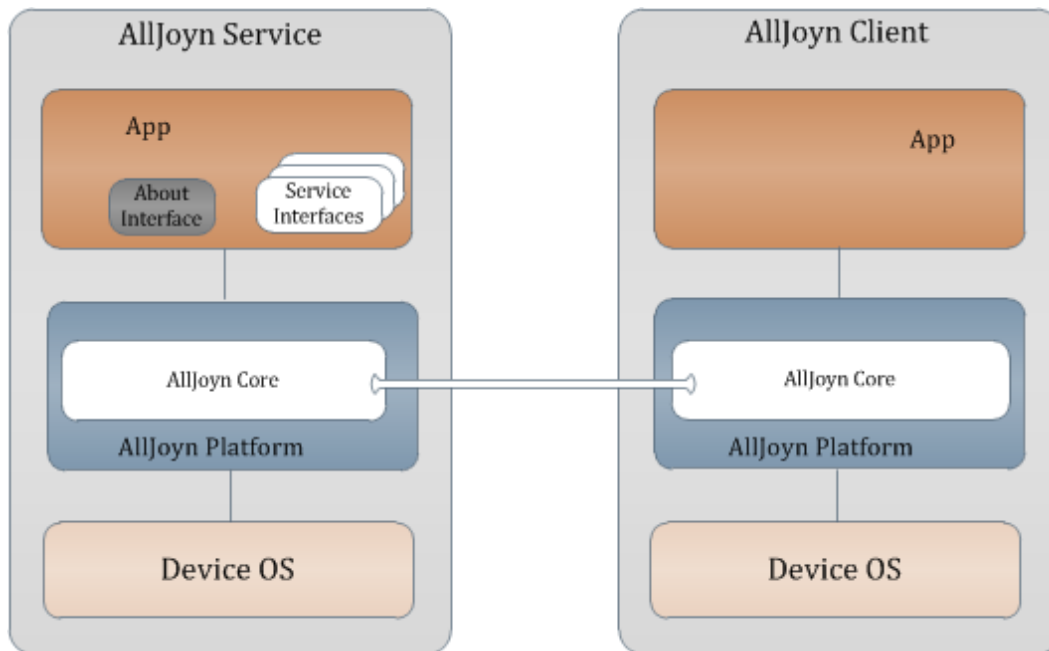 AllJoyn Service
App
About
Interface
Service
Interfaces
AllJoyn Core
AllJoyn Platform
Device OS
AllJoyn Client
App
AllJoyn Core
AllJoyn Platform
Device OS